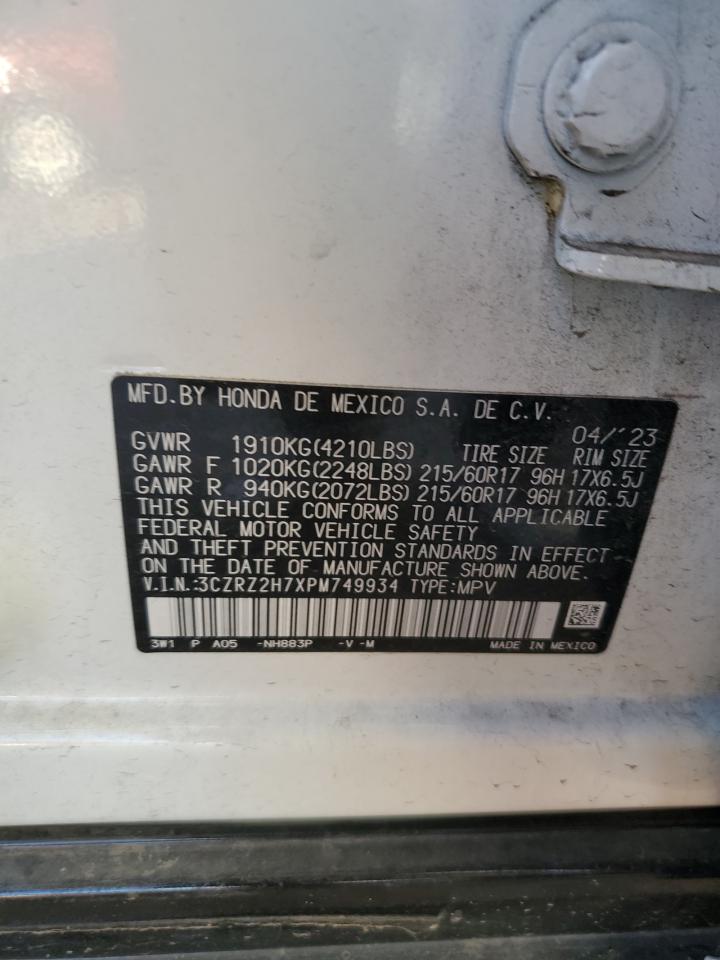 MFD.BY HONDA DE MEXICO S.A. DE C.V.
04/'23
GVWR 1910KG(4210LBS) TIRE SIZE RIM SIZE
GAWR F 1020KG(2248LBS) 215/60R17 96H 17X6.5J
GAWR R 940KG(2072LBS) 215/60R17 96H 17X6.5J
THIS VEHICLE CONFORMS TO ALL APPLICABLE
FEDERAL MOTOR VEHICLE SAFETY
AND THEFT PREVENTION STANDARDS IN EFFECT
ON THE DATE OF MANUFACTURE SHOWN ABOVE.
V.I.N.:3CZRZ2H7XPM749934 TYPE:MPV
3W1 P A05 -NH883P -V -M MADE IN MEXICO